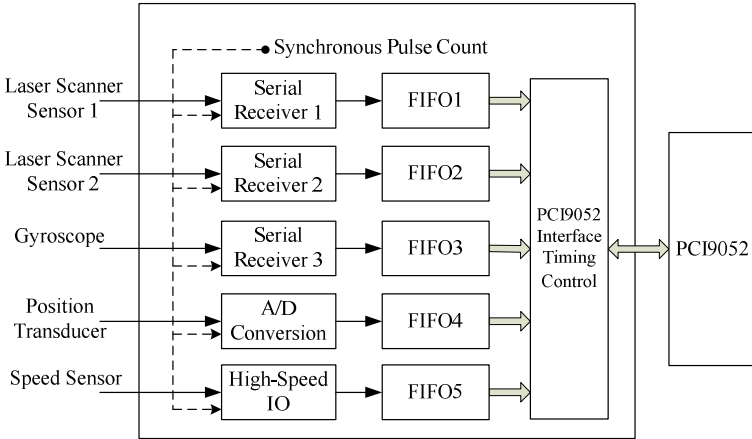 Synchronous Pulse Count
Laser Scanner
Sensor 1
Serial
Receiver 1
FIFO1
Laser Scanner
Sensor 2
Serial
Receiver 2
FIFO2
Gyroscope
Serial
Receiver 3
FIFO3
Position
Transducer
A/D
Conversion
FIFO4
Speed Sensor
High-Speed
IO
FIFO5
PCI9052
Interface
Timing
Control
PCI9052